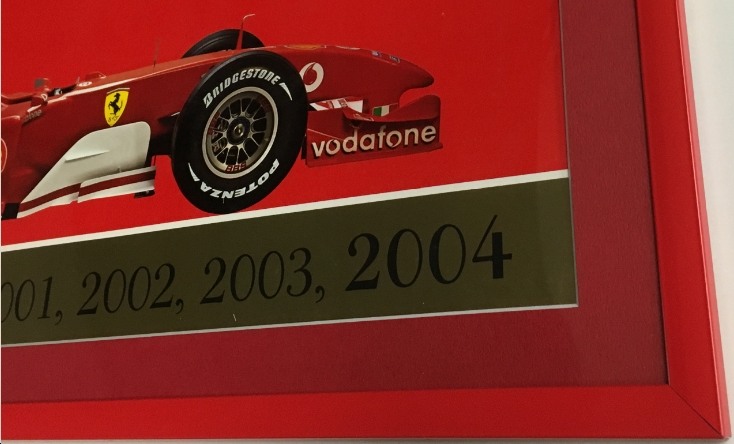 BRIDGESTONE
POTENZA
vodafone
001, 2002, 2003, 2004